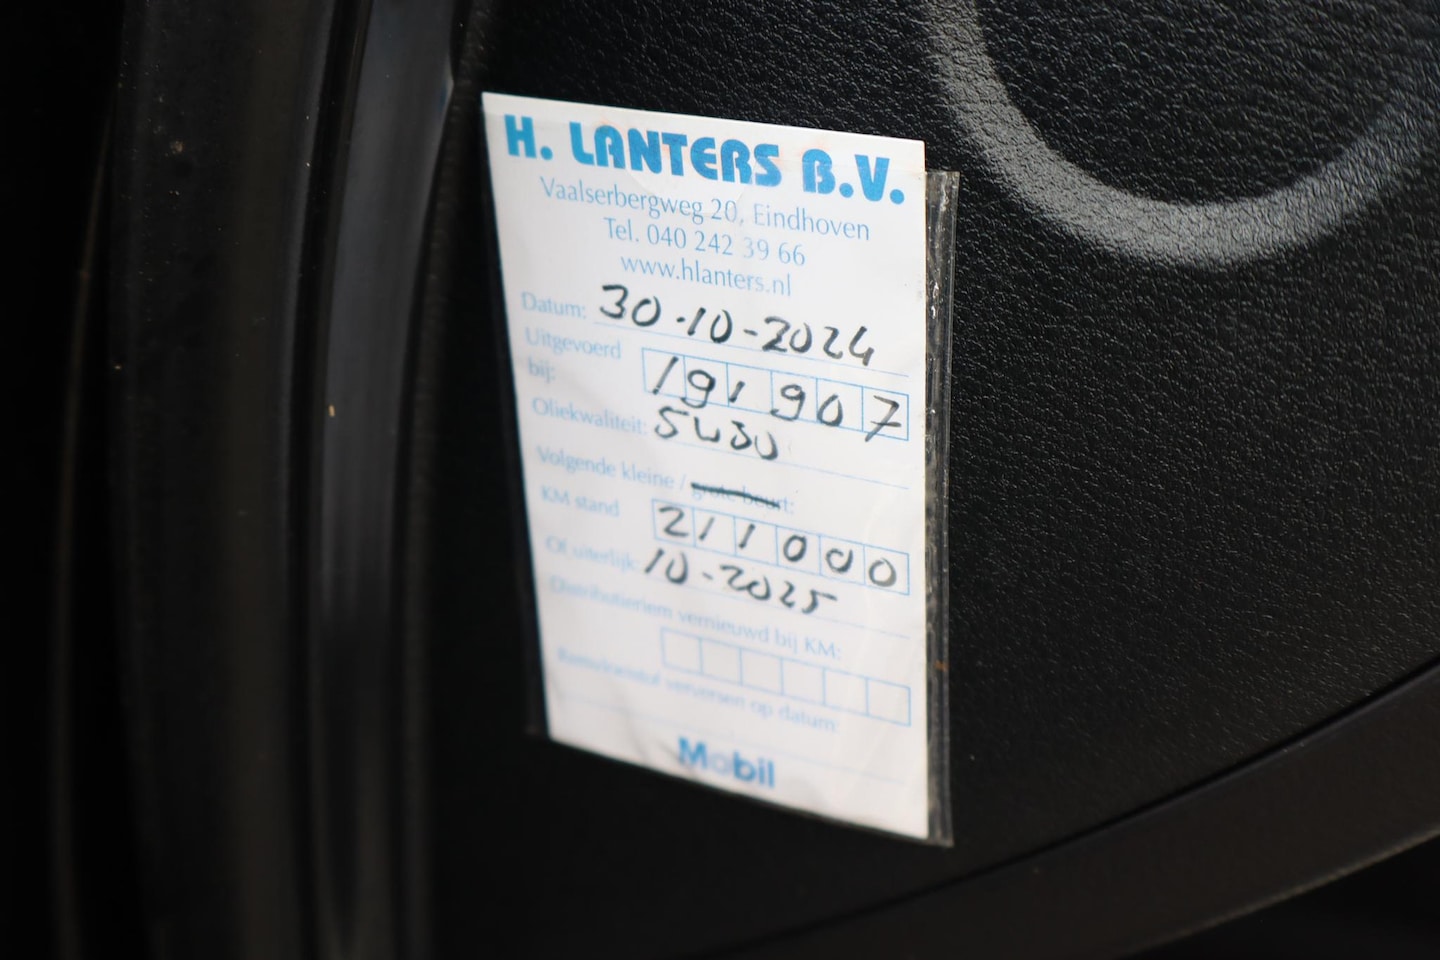 H. LANTERS B.V.
Vaalserbergweg 20, Eindhoven
Tel. 040 242 39 66
www.hlanters.nl
Datum: 30-10-2024
Uitgevoerd
bij: 191907
Oliekwaliteit: 5W30
Volgende kleine / grote beurt:
KM stand 211000
Of uiterlijk: 10-2025
Distributieriem vernieuwd bij KM:
Remvloeistof verversen op datum:
Mobil